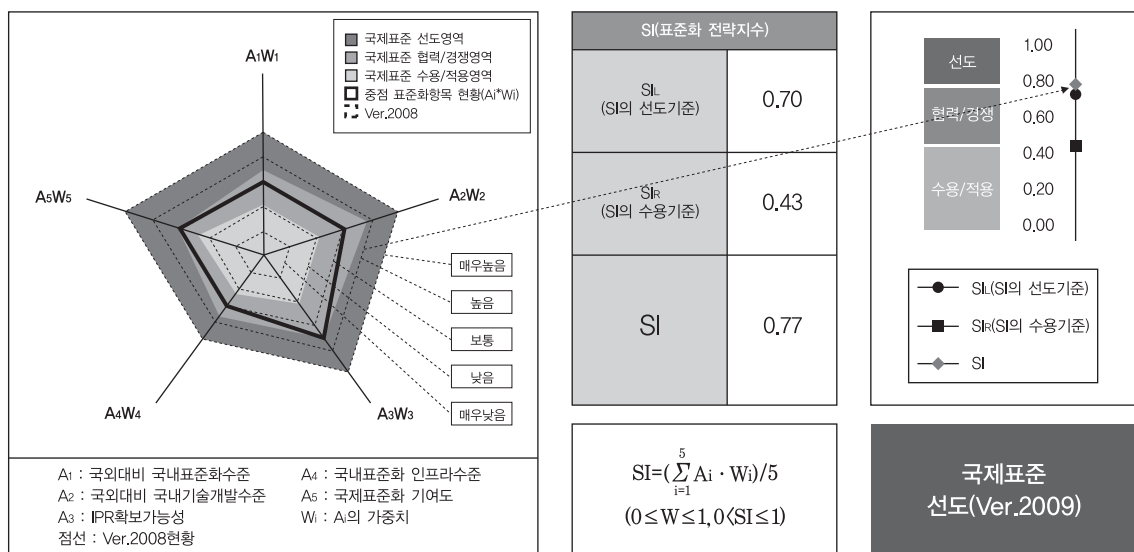 국제표준 선도영역
국제표준 협력/경쟁영역
국제표준 수용/적용영역
중점 표준화항목 현황(Ai*Wi)
Ver.2008
A1W1
A2W2
A3W3
A4W4
A5W5
매우높음
높음
보통
낮음
매우낮음
A1 : 국외대비 국내표준화수준
A2 : 국외대비 국내기술개발수준
A3 : IPR확보가능성
점선 : Ver.2008현황
A4 : 국내표준화 인프라수준
A5 : 국제표준화 기여도
Wi : Ai의 가중치
SI(표준화 전략지수)
SIL
(SI의 선도기준)
0.70
SIR
(SI의 수용기준)
0.43
SI
0.77
SI=(5∑i=1 Ai · Wi)/5
(0≤W≤1, 0<SI≤1)
선도
협력/경쟁
수용/적용
1.00
0.80
0.60
0.40
0.20
0.00
SIL(SI의 선도기준)
SIR(SI의 수용기준)
SI
국제표준
선도(Ver.2009)